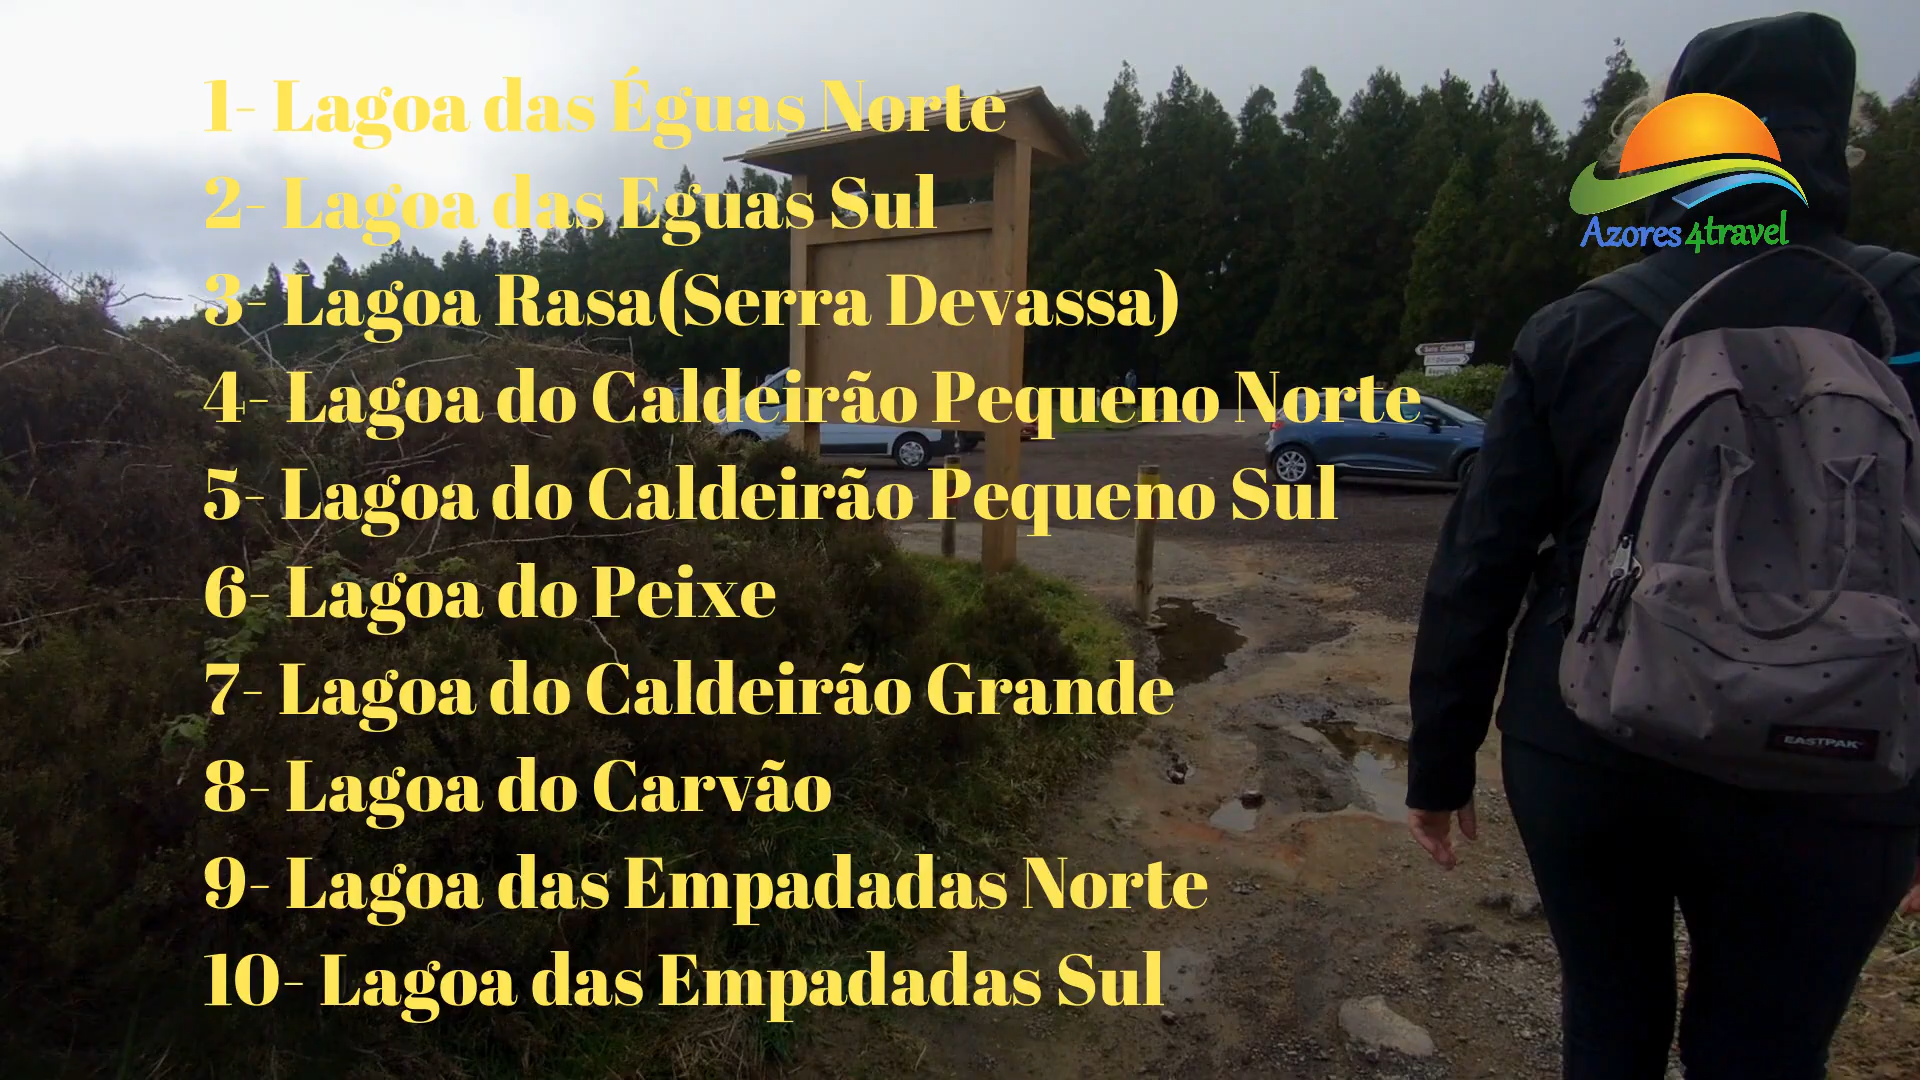 1- Lagoa das Éguas Norte
2- Lagoa das Eguas Sul
3- Lagoa Rasa(Serra Devassa)
4- Lagoa do Caldeirão Pequeno Norte
5- Lagoa do Caldeirão Pequeno Sul
6- Lagoa do Peixe
7- Lagoa do Caldeirão Grande
8- Lagoa do Carvão
9- Lagoa das Empadadas Norte
10- Lagoa das Empadadas Sul
Azores4travel
EASTPAK